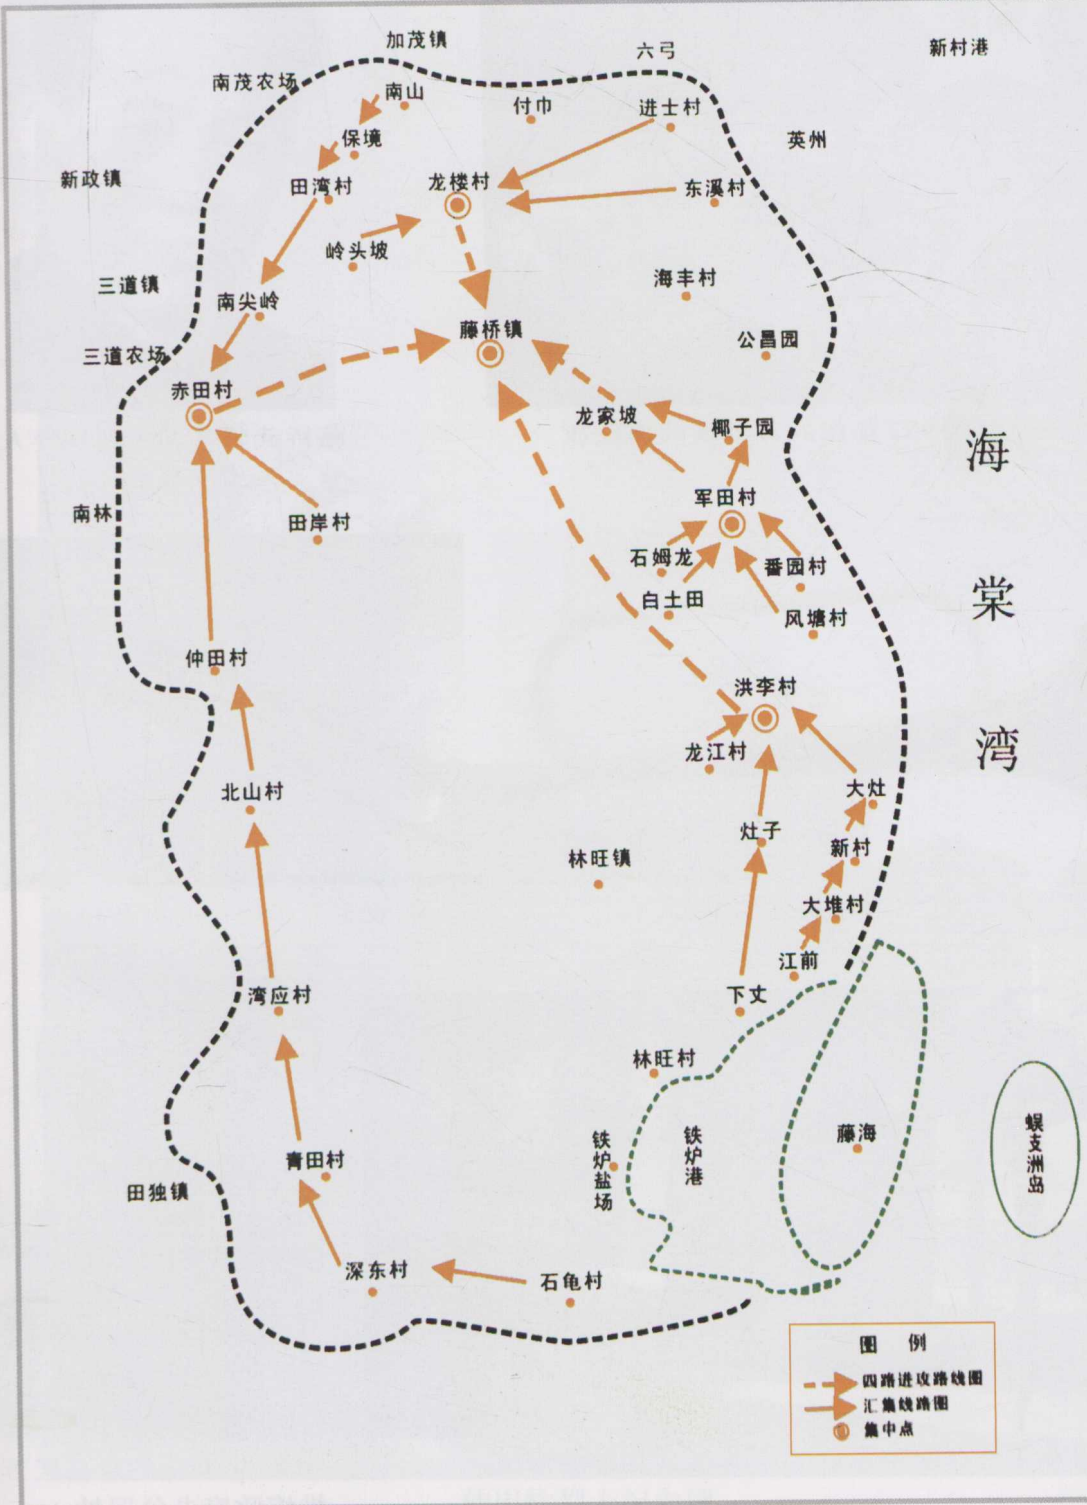 加茂镇
六弓
新村港
南茂农场
南山
付巾
进士村
保境
英州
新政镇
田湾村
龙楼村
东溪村
岭头坡
三道镇
南尖岭
海丰村
藤桥镇
公昌园
三道农场
赤田村
龙家坡
椰子园
海棠湾
南林
田岸村
军田村
石姆龙
番园村
白土田
风塘村
仲田村
洪李村
龙江村
北山村
大灶
灶子
新村
林旺镇
大堆村
江前
湾应村
下丈
林旺村
铁炉盐场
铁炉港
藤海
蜈支洲岛
青田村
田独镇
深东村
石龟村
图 例
四路进攻路线图
汇集线路图
集中点